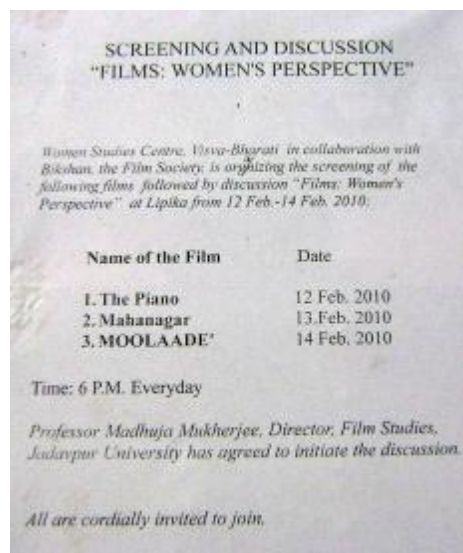 SCREENING AND DISCUSSION
"FILMS: WOMEN'S PERSPECTIVE"
Women Studies Centre, Visva-Bharati in collaboration with
Bikshan, the Film Society, is orghizing the screening of the
following films followed by discussion "Films: Women's
Perspective" at Lipika from 12 Feb.-14 Feb. 2010.
Name of the Film Date
1. The Piano 12 Feb. 2010
2. Mahanagar 13.Feb. 2010
3. MOOLAADE' 14 Feb. 2010
Time: 6 P.M. Everyday
Professor Madhuja Mukherjee, Director, Film Studies,
Jadavpur University has agreed to initiate the discussion.
All are cordially invited to join.